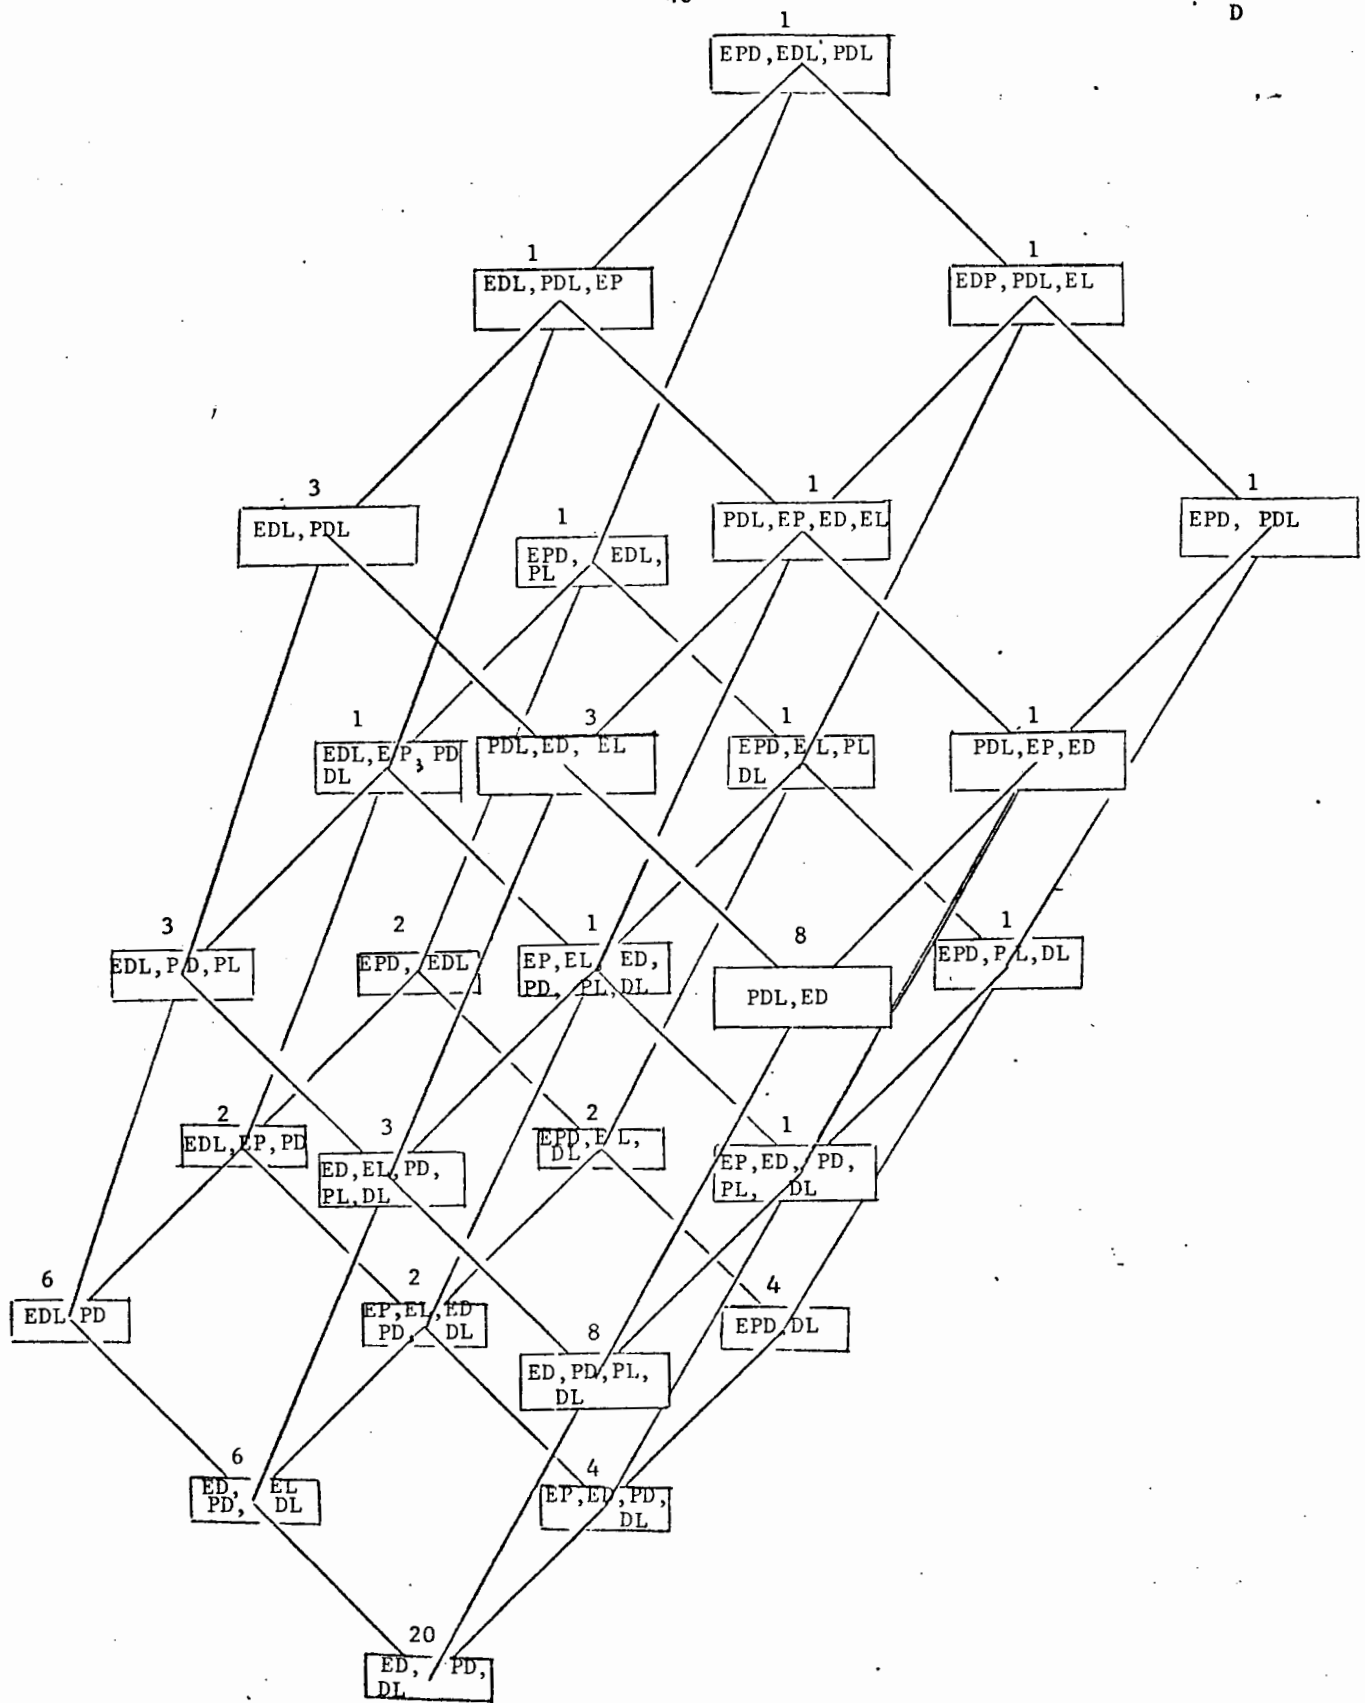 D
1
EPD,EDL,PDL
1
EDL,PDL,EP
1
EDP,PDL,EL
3
EDL,PDL
1
EPD, EDL,
PL
1
PDL,EP,ED,EL
1
EPD, PDL
1
EDL,EP, PD
DL
3
PDL,ED, EL
1
EPD,EL,PL
DL
1
PDL,EP,ED
3
EDL,PD,PL
2
EPD, EDL
1
EP,EL, ED,
PD, PL,DL
8
PDL,ED
1
EPD,PL,DL
2
EDL,EP,PD
3
ED,EL,PD,
PL,DL
2
EPD,EL,
DL
1
EP,ED, PD,
PL, DL
6
EDL, PD
2
EP,EL,ED
PD, DL
8
ED,PD,PL,
DL
4
EPD,DL
6
ED, EL
PD, DL
4
EP,ED,PD,
DL
20
ED, PD,
DL